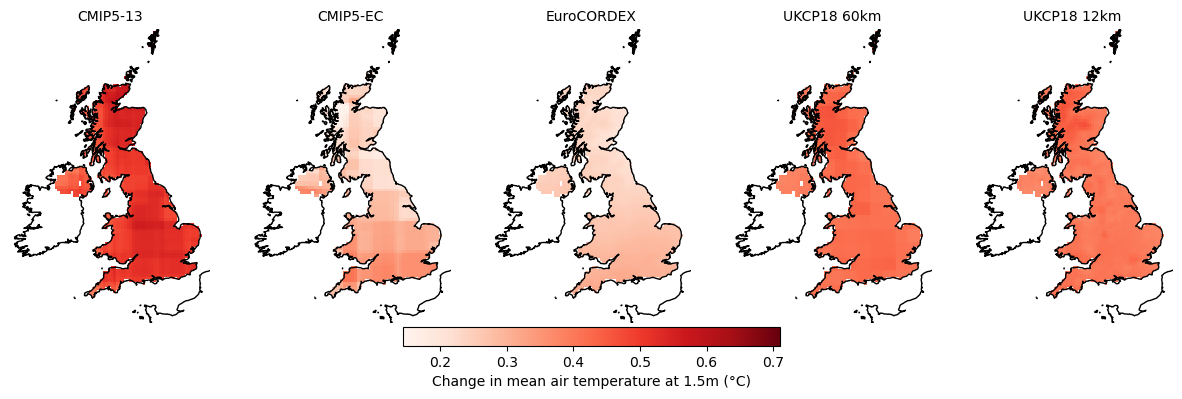 CMIP5-13 CMIP5-EC EuroCORDEX UKCP18 60km UKCP18 12km
0.2 0.3 0.4 0.5 0.6 0.7
Change in mean air temperature at 1.5m (°C)